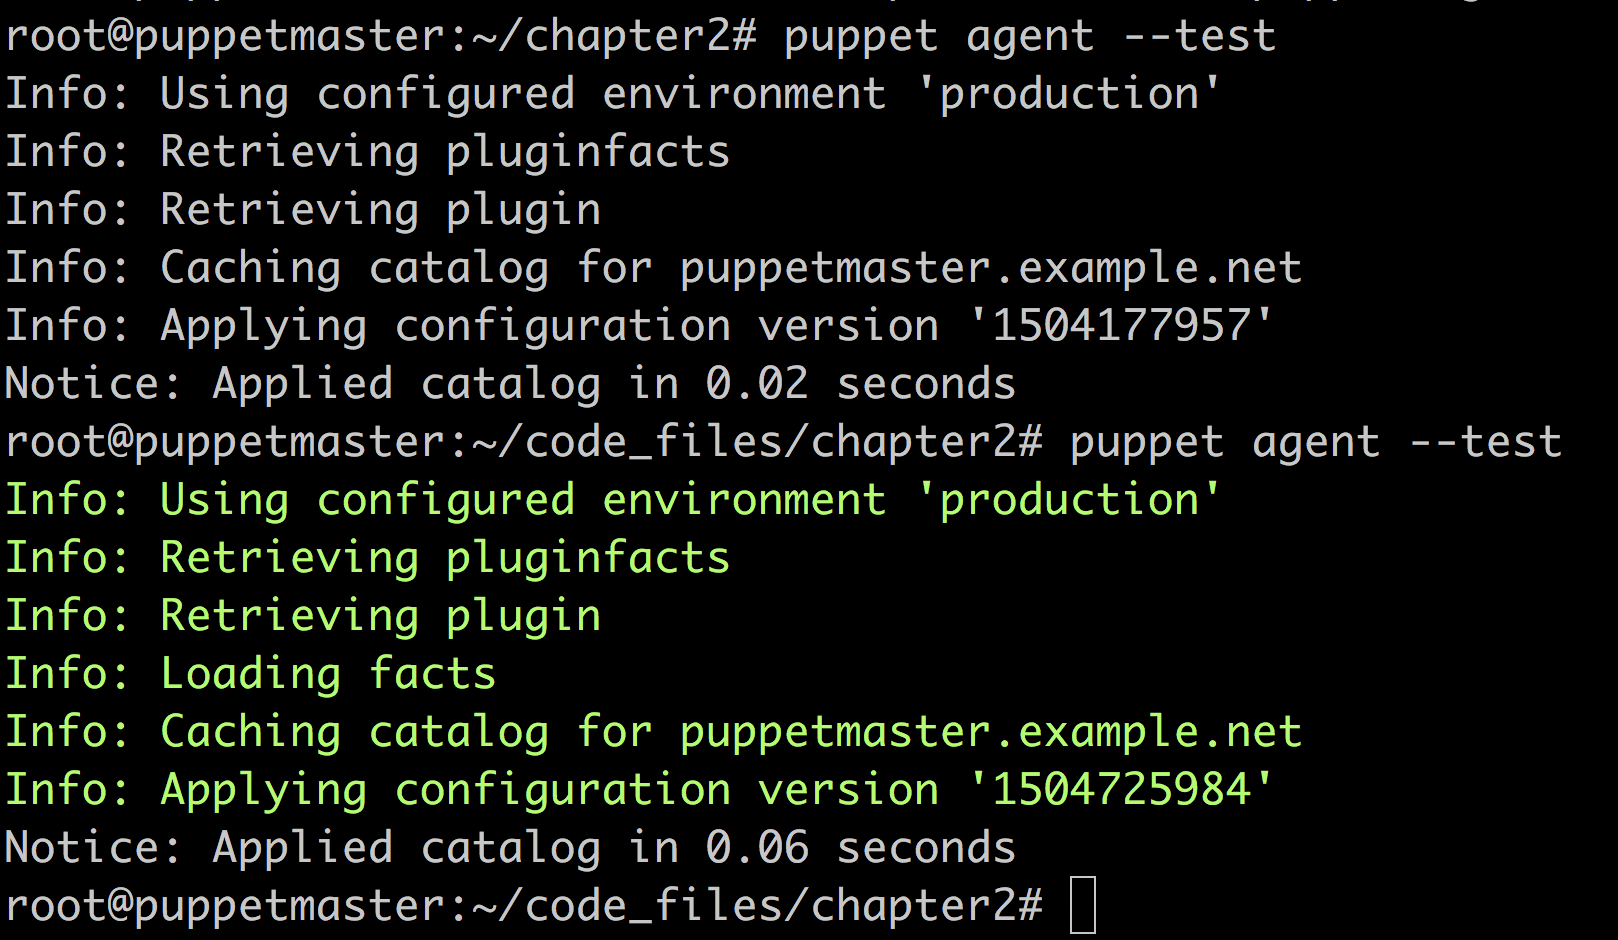 root@puppetmaster:~/chapter2# puppet agent --test
Info: Using configured environment 'production'
Info: Retrieving pluginfacts
Info: Retrieving plugin
Info: Caching catalog for puppetmaster.example.net
Info: Applying configuration version '1504177957'
Notice: Applied catalog in 0.02 seconds
root@puppetmaster:~/code_files/chapter2# puppet agent --test
Info: Using configured environment 'production'
Info: Retrieving pluginfacts
Info: Retrieving plugin
Info: Loading facts
Info: Caching catalog for puppetmaster.example.net
Info: Applying configuration version '1504725984'
Notice: Applied catalog in 0.06 seconds
root@puppetmaster:~/code_files/chapter2#